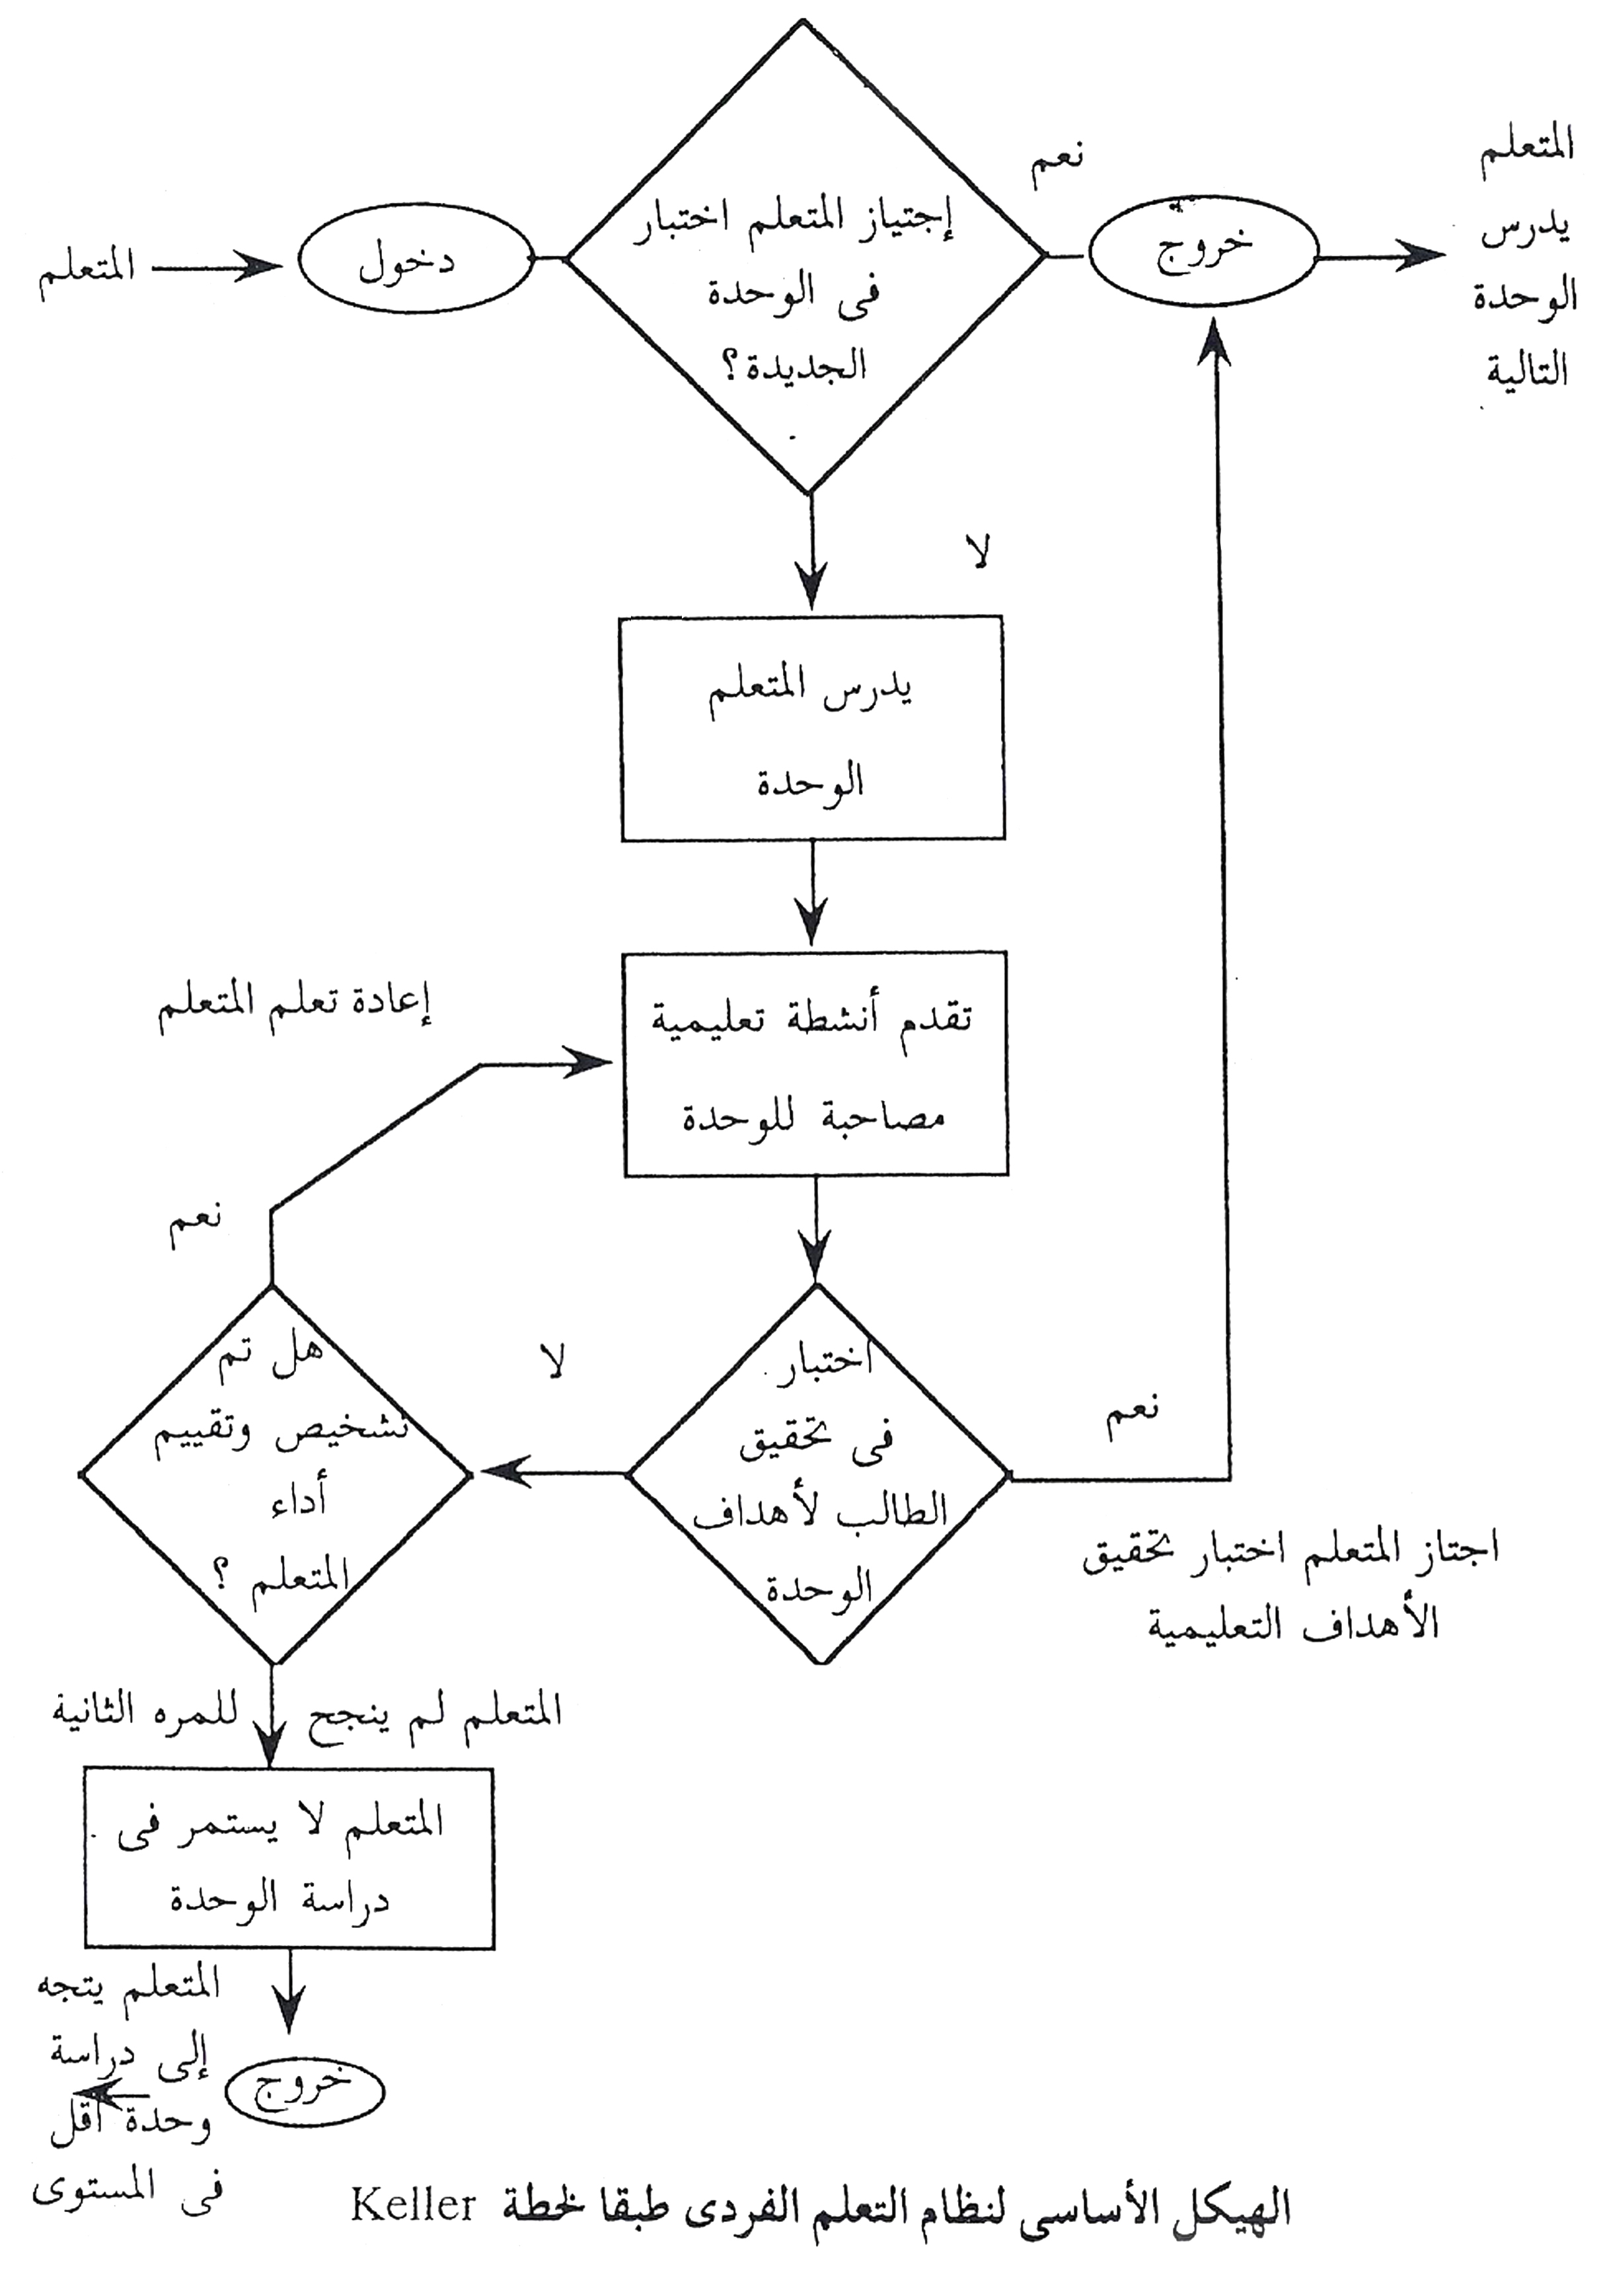 المتعلم
دخول
إجتياز المتعلم اختبار
فى الوحدة
الجديدة؟
نعم
خروج
المتعلم
يدرس
الوحدة
التالية
لا
يدرس المتعلم
الوحدة
تقدم أنشطة تعليمية
مصاحبة للوحدة
إعادة تعلم المتعلم
نعم
اختبار
فى تحقيق
الطالب لأهداف
الوحدة
نعم
اجتاز المتعلم اختبار تحقيق
الأهداف التعليمية
لا
هل تم
تشخيص وتقييم
أداء
المتعلم ؟
المتعلم لم ينجح للمره الثانية
المتعلم لا يستمر فى
دراسة الوحدة
خروج
المتعلم يتجه
إلى دراسة
وحدة أقل
فى المستوى
الهيكل الأساسى لنظام التعلم الفردى طبقا لخطة Keller